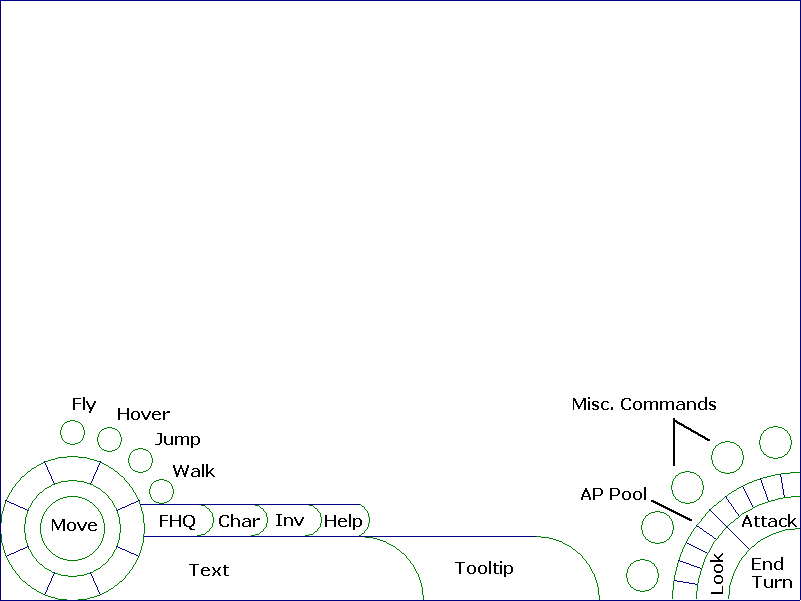 Fly
Hover
Jump
Walk
Misc. Commands
AP Pool
Move
FHQ
Char
Inv
Help
Text
Tooltip
Look
Attack
End
Turn